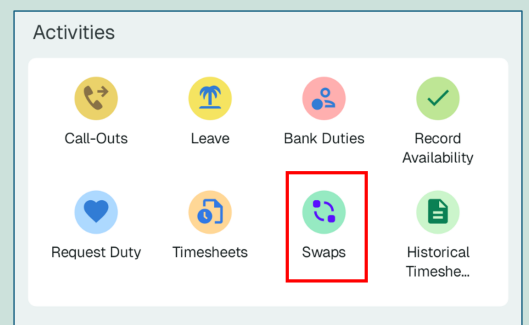 Activities
Call-Outs
Leave
Bank Duties
Record
Availability
Request Duty
Timesheets
Swaps
Historical
Timeshe...